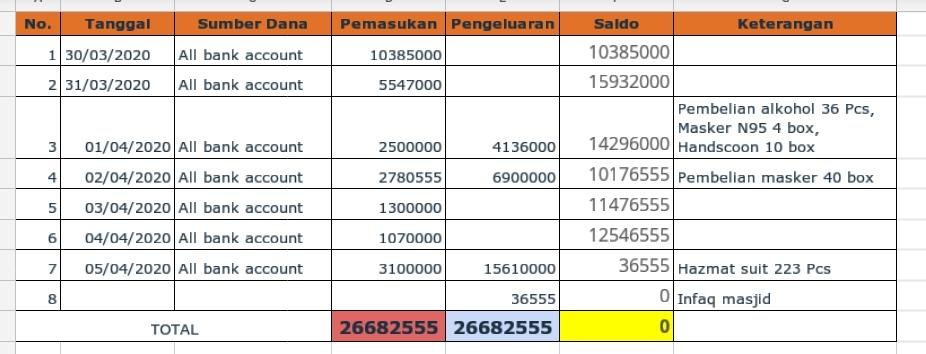 No. Tanggal Sumber Dana Pemasukan Pengeluaran Saldo Keterangan
1 30/03/2020 All bank account 10385000 10385000
2 31/03/2020 All bank account 5547000 15932000
Pembelian alkohol 36 Pcs,
Masker N95 4 box,
3 01/04/2020 All bank account 2500000 4136000 14296000 Handscoon 10 box
4 02/04/2020 All bank account 2780555 6900000 10176555 Pembelian masker 40 box
5 03/04/2020 All bank account 1300000 11476555
6 04/04/2020 All bank account 1070000 12546555
7 05/04/2020 All bank account 3100000 15610000 36555 Hazmat suit 223 Pcs
8 36555 0 Infaq masjid
TOTAL 26682555 26682555 0